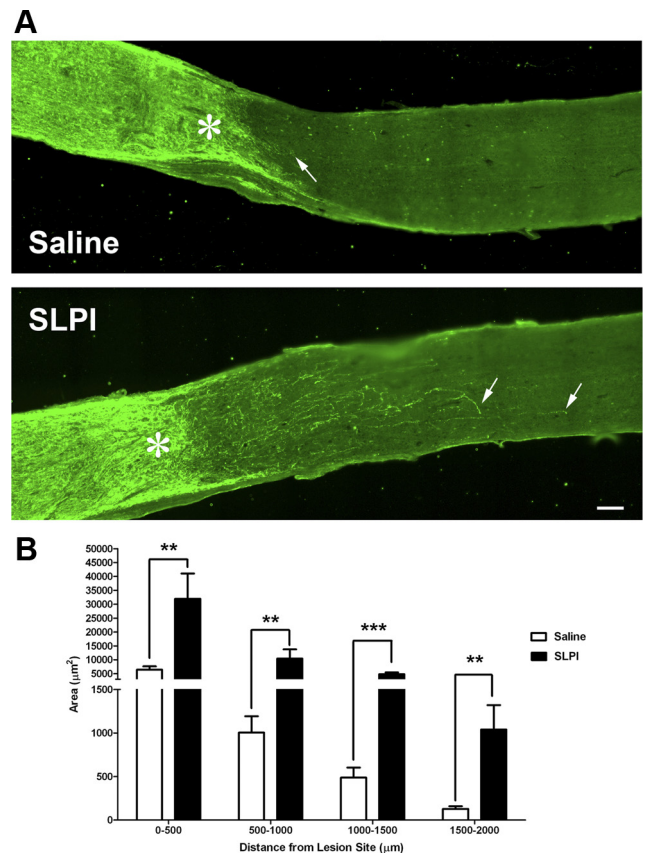 A
*
Saline
SLPI
*
B
50000
45000
40000
35000
30000
25000
20000
15000
10000
5000
1500
1000
500
0
Area (μm²)
**
**
***
**
Saline
SLPI
0-500 500-1000 1000-1500 1500-2000
Distance from Lesion Site (μm)